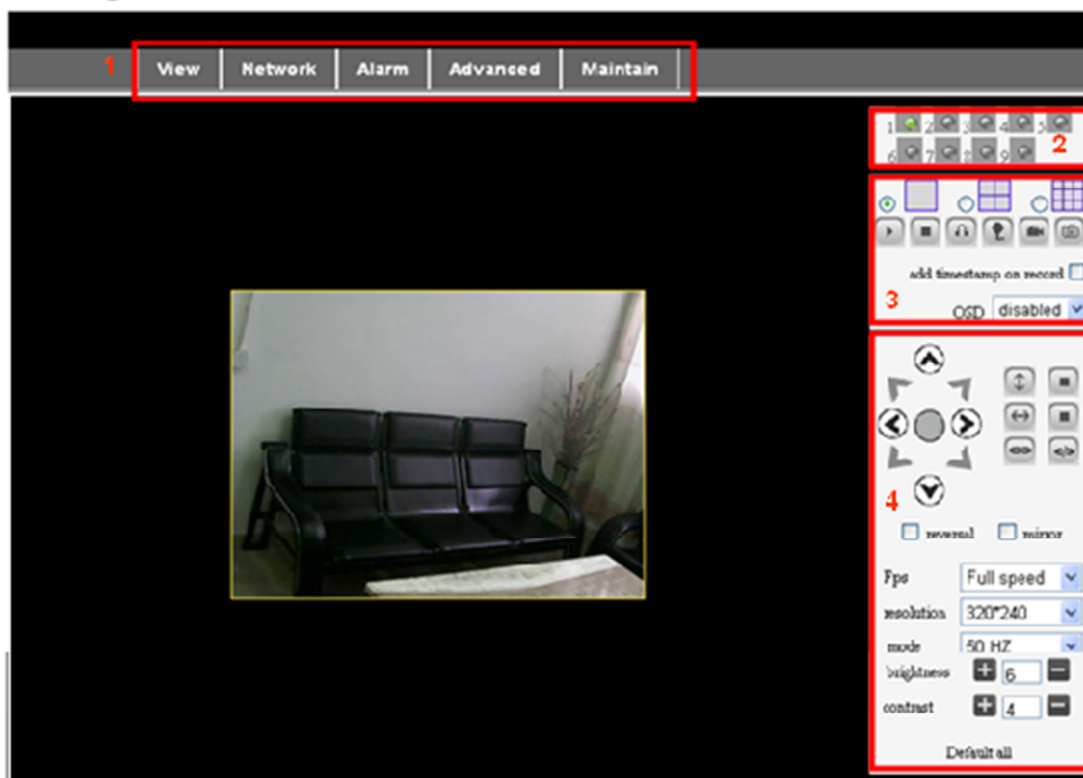 1 View Network Alarm Advanced Maintain
1 2 3 4 5
6 7 8 9 2
add timestamp on record
3
OSD disabled
4
reversal mirror
Fps Full speed
resolution 320*240
mode 50 HZ
brightness 6
contrast 4
Default all